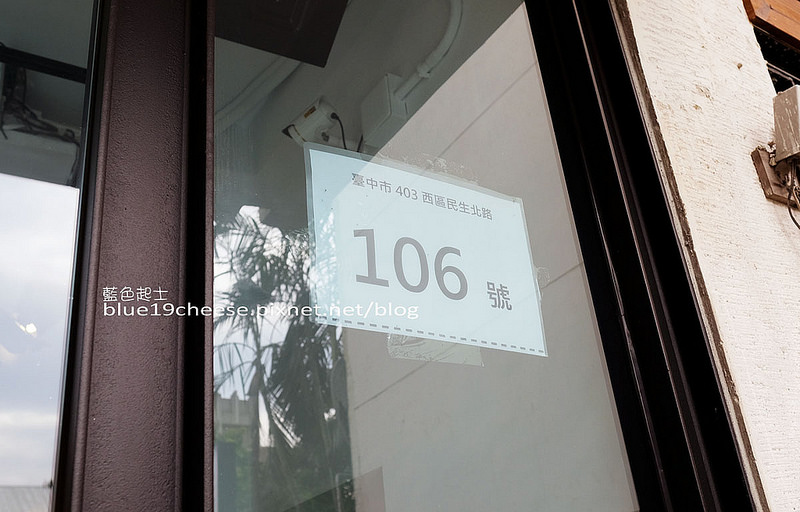 臺中市 403 西區民生北路
106 號
藍色起士
blue19cheese.pixnet.net/blog